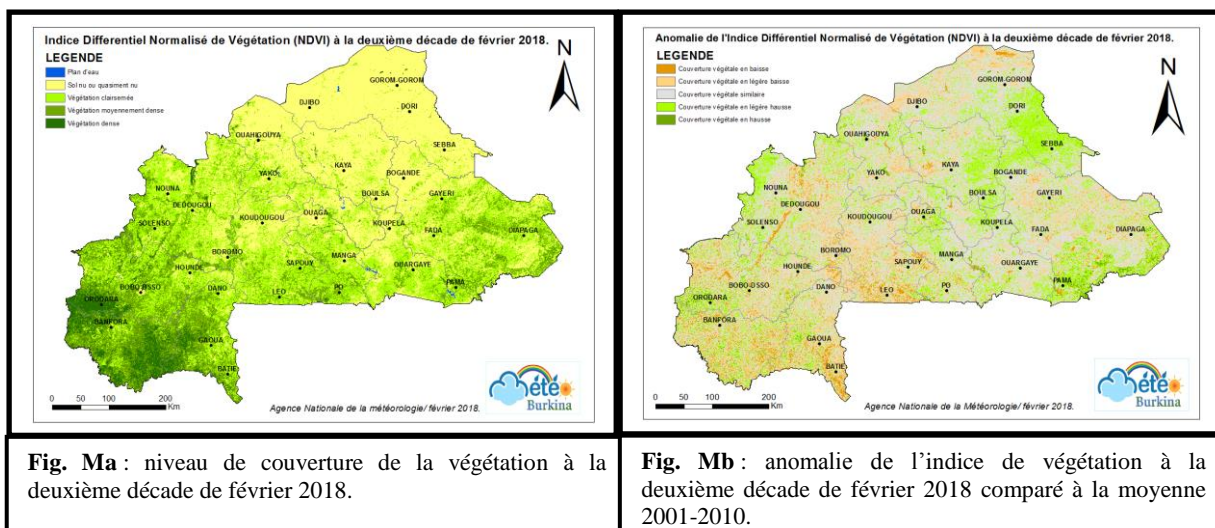 Indice Differentiel Normalisé de Végétation (NDVI) à la deuxième décade de février 2018.
LEGENDE
Plan d'eau
Sol nu ou quasiment nu
Végétation clairsemée
Végétation moyennement dense
Végétation dense
N
GOROM-GOROM
DJIBO
DORI
OUAHIGOUYA
SEBBA
KAYA
YAKO
BOGANDE
NOUNA
BOULSA
GAYERI
DEDOUGOU
OUAGA
SOLENSO
KOUDOUGOU
KOUPELA
FADA
DIAPAGA
BOROMO
MANGA
HOUNDE
SAPOUY
OUARGAYE
PAMA
BOBO-DSSO
DANO
LEO
PO
ORODARA
BANFORA
GAOUA
BATIE
0 50 100 200
Km
Agence Nationale de la météorologie/ février 2018.
été
Burkina
Anomalie de l'Indice Différentiel Normalisé de Végétation (NDVI) à la deuxième décade de février 2018.
LEGENDE
Couverture végétale en baisse
Couverture végétale en légère baisse
Couverture végétale similaire
Couverture végétale en légère hausse
Couverture végétale en hausse
N
GOROM-GOROM
DJIBO
DORI
OUAHIGOUYA
SEBBA
KAYA
YAKO
BOGANDE
NOUNA
BOULSA
GAYERI
DEDOUGOU
OUAGA
SOLENSO
KOUDOUGOU
KOUPELA
FADA
DIAPAGA
BOROMO
MANGA
HOUNDE
SAPOUY
OUARGAYE
PAMA
BOBO-DSSO
DANO
LEO
PO
ORODARA
BANFORA
GAOUA
BATIE
0 50 100 200
Km
Agence Nationale de la Météorologie/ février 2018.
été
Burkina
Fig. Ma : niveau de couverture de la végétation à la
deuxième décade de février 2018.
Fig. Mb : anomalie de l'indice de végétation à la
deuxième décade de février 2018 comparé à la moyenne
2001-2010.